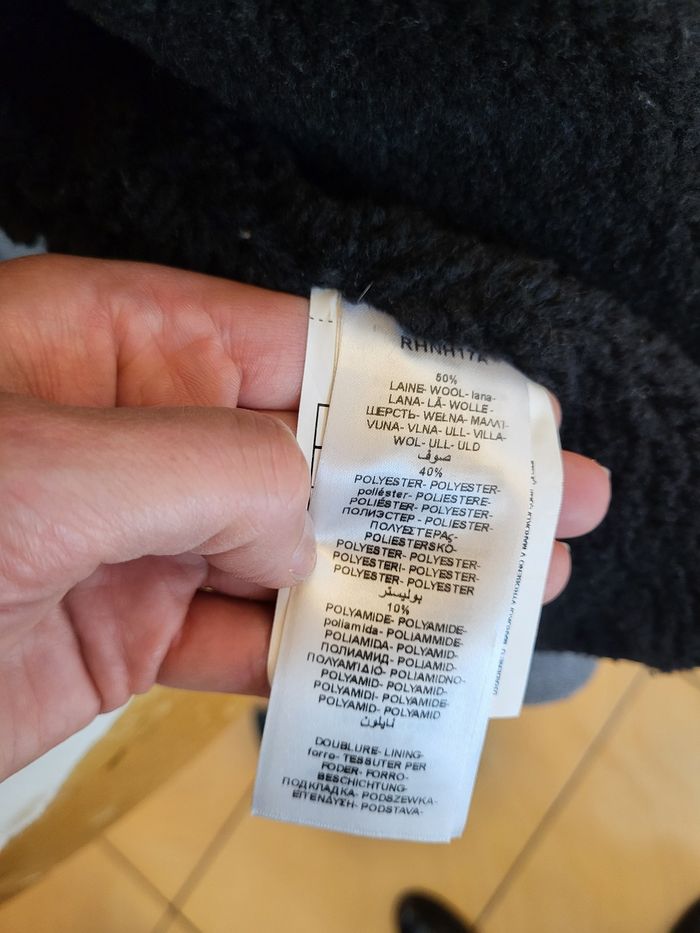 RHNH17A
50%
LAINE- WOOL- lana-
LANA- LÃ- WOLLE -
ШЕРСТЬ- WEŁNA- ΜΑΛΛΙ-
VUNA- VLNA- ULL- VILLA-
WOL- ULL- ULD
صوف
40%
POLYESTER- POLYESTER-
poliéster- POLIESTERE-
POLIÉSTER- POLYESTER-
ПОЛИЭСТЕР - POLIESTER-
ΠΟΛΥΕΣΤΕΡΑς-
POLIESTERSKO-
POLYESTER- POLYESTER-
POLYESTERI- POLYESTER-
POLYESTER- POLYESTER
بوليستر
10%
POLYAMIDE- POLYAMIDE-
poliamida- POLIAMMIDE-
POLIAMIDA- POLYAMID-
ПОЛИАМИД- POLIAMID-
ΠΟΛΥΑΜΙΔΙΟ- POLIAMIDNO-
POLYAMID- POLYAMID-
POLYAMIDI- POLYAMIDE-
POLYAMID- POLYAMID
نايلون
DOUBLURE- LINING-
forro- TESSUTER PER
FODER- FORRO-
BESCHICHTUNG-
ПОДКЛАДКА- PODSZEWKA-
ΕΠΕΝΔΥΣΗ- PODSTAVA-